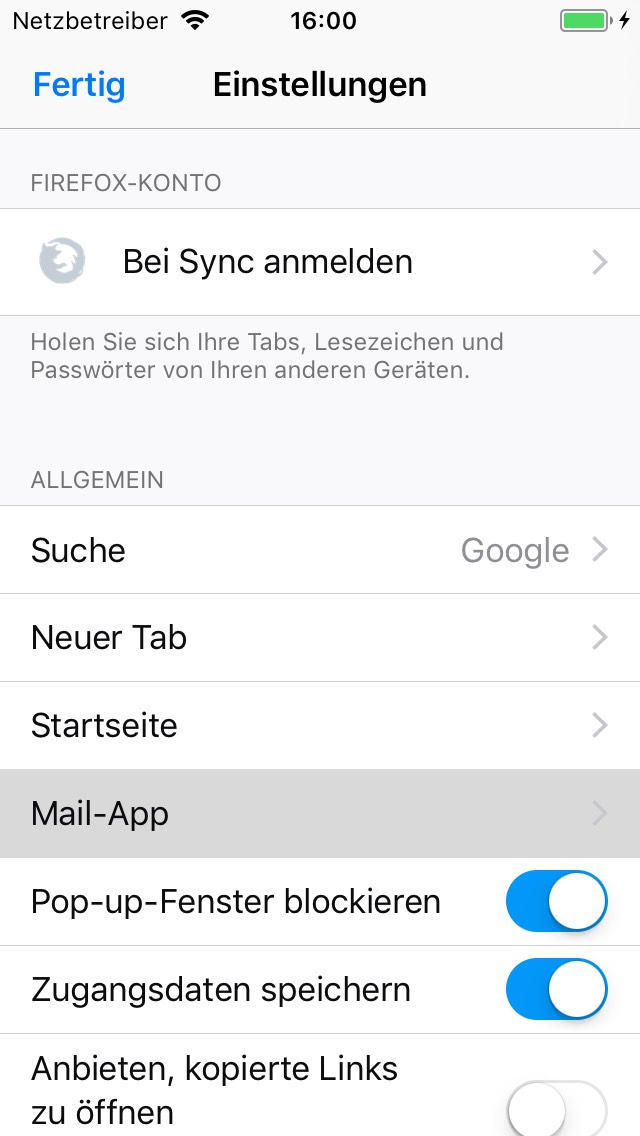 Netzbetreiber 16:00
Fertig Einstellungen
FIREFOX-KONTO
Bei Sync anmelden
Holen Sie sich Ihre Tabs, Lesezeichen und
Passwörter von Ihren anderen Geräten.
ALLGEMEIN
Suche Google
Neuer Tab
Startseite
Mail-App
Pop-up-Fenster blockieren
Zugangsdaten speichern
Anbieten, kopierte Links
zu öffnen